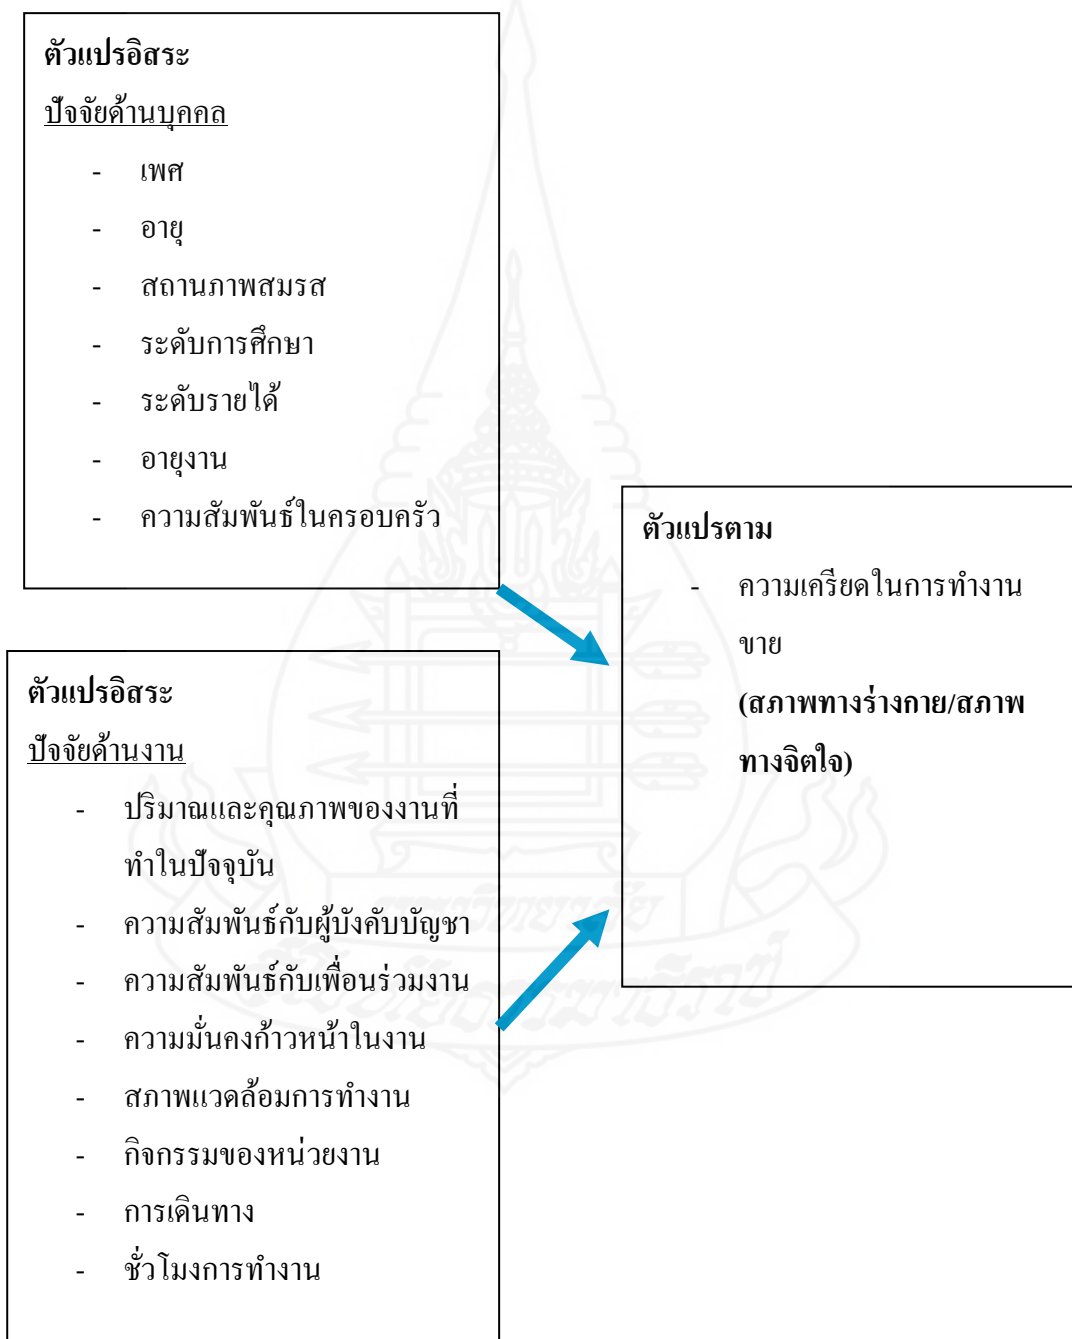 ตัวแปรอิสระ
ปัจจัยด้านบุคคล
- เพศ
- อายุ
- สถานภาพสมรส
- ระดับการศึกษา
- ระดับรายได้
- อายุงาน
- ความสัมพันธ์ในครอบครัว
ตัวแปรอิสระ
ปัจจัยด้านงาน
- ปริมาณและคุณภาพของงานที่
ทำในปัจจุบัน
- ความสัมพันธ์กับผู้บังคับบัญชา
- ความสัมพันธ์กับเพื่อนร่วมงาน
- ความมั่นคงก้าวหน้าในงาน
- สภาพแวดล้อมการทำงาน
- กิจกรรมของหน่วยงาน
- การเดินทาง
- ชั่วโมงการทำงาน
ตัวแปรตาม
- ความเครียดในการทำงาน
ขาย
(สภาพทางร่างกาย/สภาพ
ทางจิตใจ)